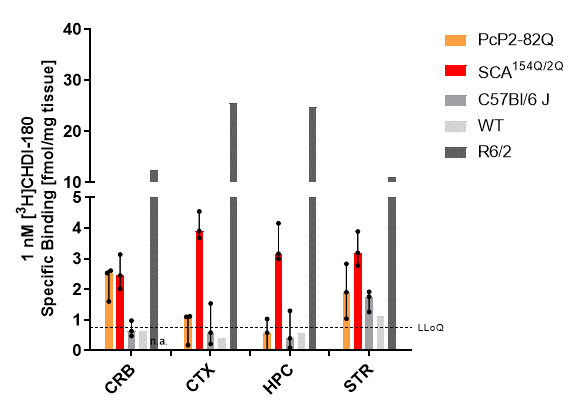 1 nM [³H]CHDI-180
Specific Binding [fmol/mg tissue]
40
30
20
10
5
4
3
2
1
0
n.a.
LLoQ
CRB
CTX
HPC
STR
PcP2-82Q
SCA¹⁵⁴Q/²Q
C57Bl/6 J
WT
R6/2